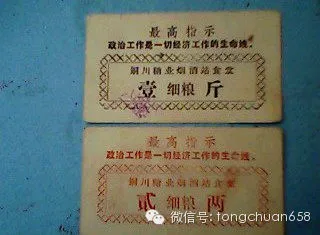 最高指示
政治工作是一切经济工作的生命线。
铜川糖业烟酒站食堂
壹 细粮 斤
最高指示
政治工作是一切经济工作的生命线。
铜川糖业烟酒站食堂
贰 细粮 两
微信号: tongchuan658